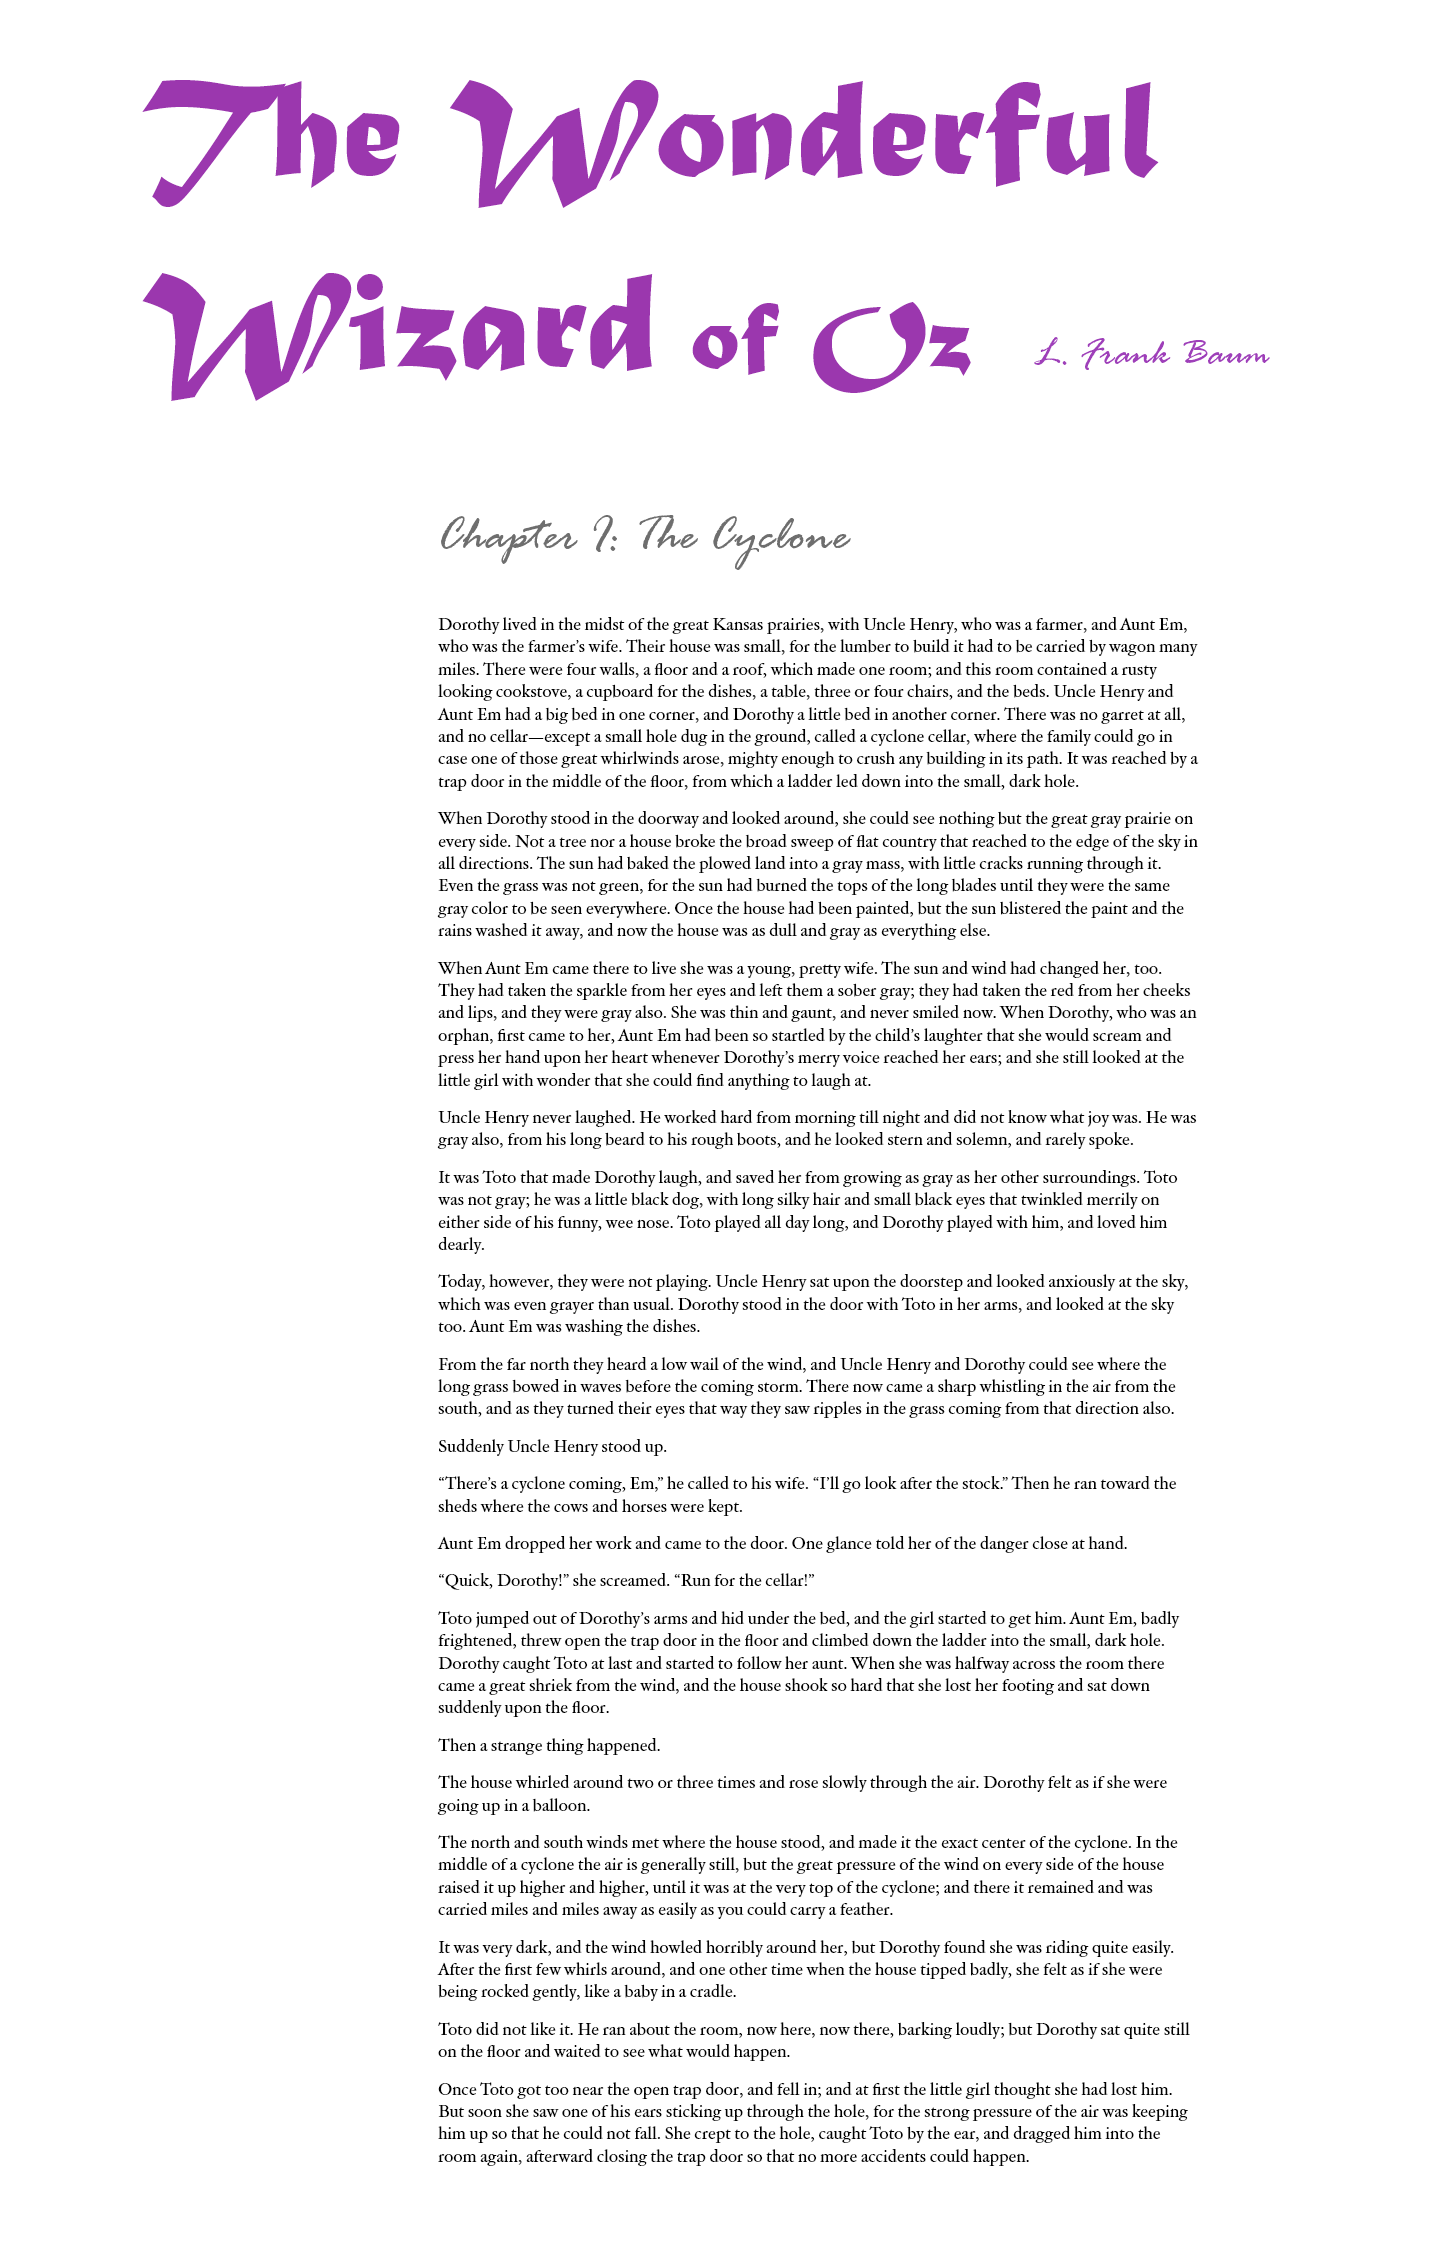 The Wonderful
Wizard of Oz L. Frank Baum
Chapter I: The Cyclone
Dorothy lived in the midst of the great Kansas prairies, with Uncle Henry, who was a farmer, and Aunt Em,
who was the farmer’s wife. Their house was small, for the lumber to build it had to be carried by wagon many
miles. There were four walls, a floor and a roof, which made one room; and this room contained a rusty
looking cookstove, a cupboard for the dishes, a table, three or four chairs, and the beds. Uncle Henry and
Aunt Em had a big bed in one corner, and Dorothy a little bed in another corner. There was no garret at all,
and no cellar—except a small hole dug in the ground, called a cyclone cellar, where the family could go in
case one of those great whirlwinds arose, mighty enough to crush any building in its path. It was reached by a
trap door in the middle of the floor, from which a ladder led down into the small, dark hole.
When Dorothy stood in the doorway and looked around, she could see nothing but the great gray prairie on
every side. Not a tree nor a house broke the broad sweep of flat country that reached to the edge of the sky in
all directions. The sun had baked the plowed land into a gray mass, with little cracks running through it.
Even the grass was not green, for the sun had burned the tops of the long blades until they were the same
gray color to be seen everywhere. Once the house had been painted, but the sun blistered the paint and the
rains washed it away, and now the house was as dull and gray as everything else.
When Aunt Em came there to live she was a young, pretty wife. The sun and wind had changed her, too.
They had taken the sparkle from her eyes and left them a sober gray; they had taken the red from her cheeks
and lips, and they were gray also. She was thin and gaunt, and never smiled now. When Dorothy, who was an
orphan, first came to her, Aunt Em had been so startled by the child’s laughter that she would scream and
press her hand upon her heart whenever Dorothy’s merry voice reached her ears; and she still looked at the
little girl with wonder that she could find anything to laugh at.
Uncle Henry never laughed. He worked hard from morning till night and did not know what joy was. He was
gray also, from his long beard to his rough boots, and he looked stern and solemn, and rarely spoke.
It was Toto that made Dorothy laugh, and saved her from growing as gray as her other surroundings. Toto
was not gray; he was a little black dog, with long silky hair and small black eyes that twinkled merrily on
either side of his funny, wee nose. Toto played all day long, and Dorothy played with him, and loved him
dearly.
Today, however, they were not playing. Uncle Henry sat upon the doorstep and looked anxiously at the sky,
which was even grayer than usual. Dorothy stood in the door with Toto in her arms, and looked at the sky
too. Aunt Em was washing the dishes.
From the far north they heard a low wail of the wind, and Uncle Henry and Dorothy could see where the
long grass bowed in waves before the coming storm. There now came a sharp whistling in the air from the
south, and as they turned their eyes that way they saw ripples in the grass coming from that direction also.
Suddenly Uncle Henry stood up.
“There’s a cyclone coming, Em,” he called to his wife. “I’ll go look after the stock.” Then he ran toward the
sheds where the cows and horses were kept.
Aunt Em dropped her work and came to the door. One glance told her of the danger close at hand.
“Quick, Dorothy!” she screamed. “Run for the cellar!”
Toto jumped out of Dorothy’s arms and hid under the bed, and the girl started to get him. Aunt Em, badly
frightened, threw open the trap door in the floor and climbed down the ladder into the small, dark hole.
Dorothy caught Toto at last and started to follow her aunt. When she was halfway across the room there
came a great shriek from the wind, and the house shook so hard that she lost her footing and sat down
suddenly upon the floor.
Then a strange thing happened.
The house whirled around two or three times and rose slowly through the air. Dorothy felt as if she were
going up in a balloon.
The north and south winds met where the house stood, and made it the exact center of the cyclone. In the
middle of a cyclone the air is generally still, but the great pressure of the wind on every side of the house
raised it up higher and higher, until it was at the very top of the cyclone; and there it remained and was
carried miles and miles away as easily as you could carry a feather.
It was very dark, and the wind howled horribly around her, but Dorothy found she was riding quite easily.
After the first few whirls around, and one other time when the house tipped badly, she felt as if she were
being rocked gently, like a baby in a cradle.
Toto did not like it. He ran about the room, now here, now there, barking loudly; but Dorothy sat quite still
on the floor and waited to see what would happen.
Once Toto got too near the open trap door, and fell in; and at first the little girl thought she had lost him.
But soon she saw one of his ears sticking up through the hole, for the strong pressure of the air was keeping
him up so that he could not fall. She crept to the hole, caught Toto by the ear, and dragged him into the
room again, afterward closing the trap door so that no more accidents could happen.